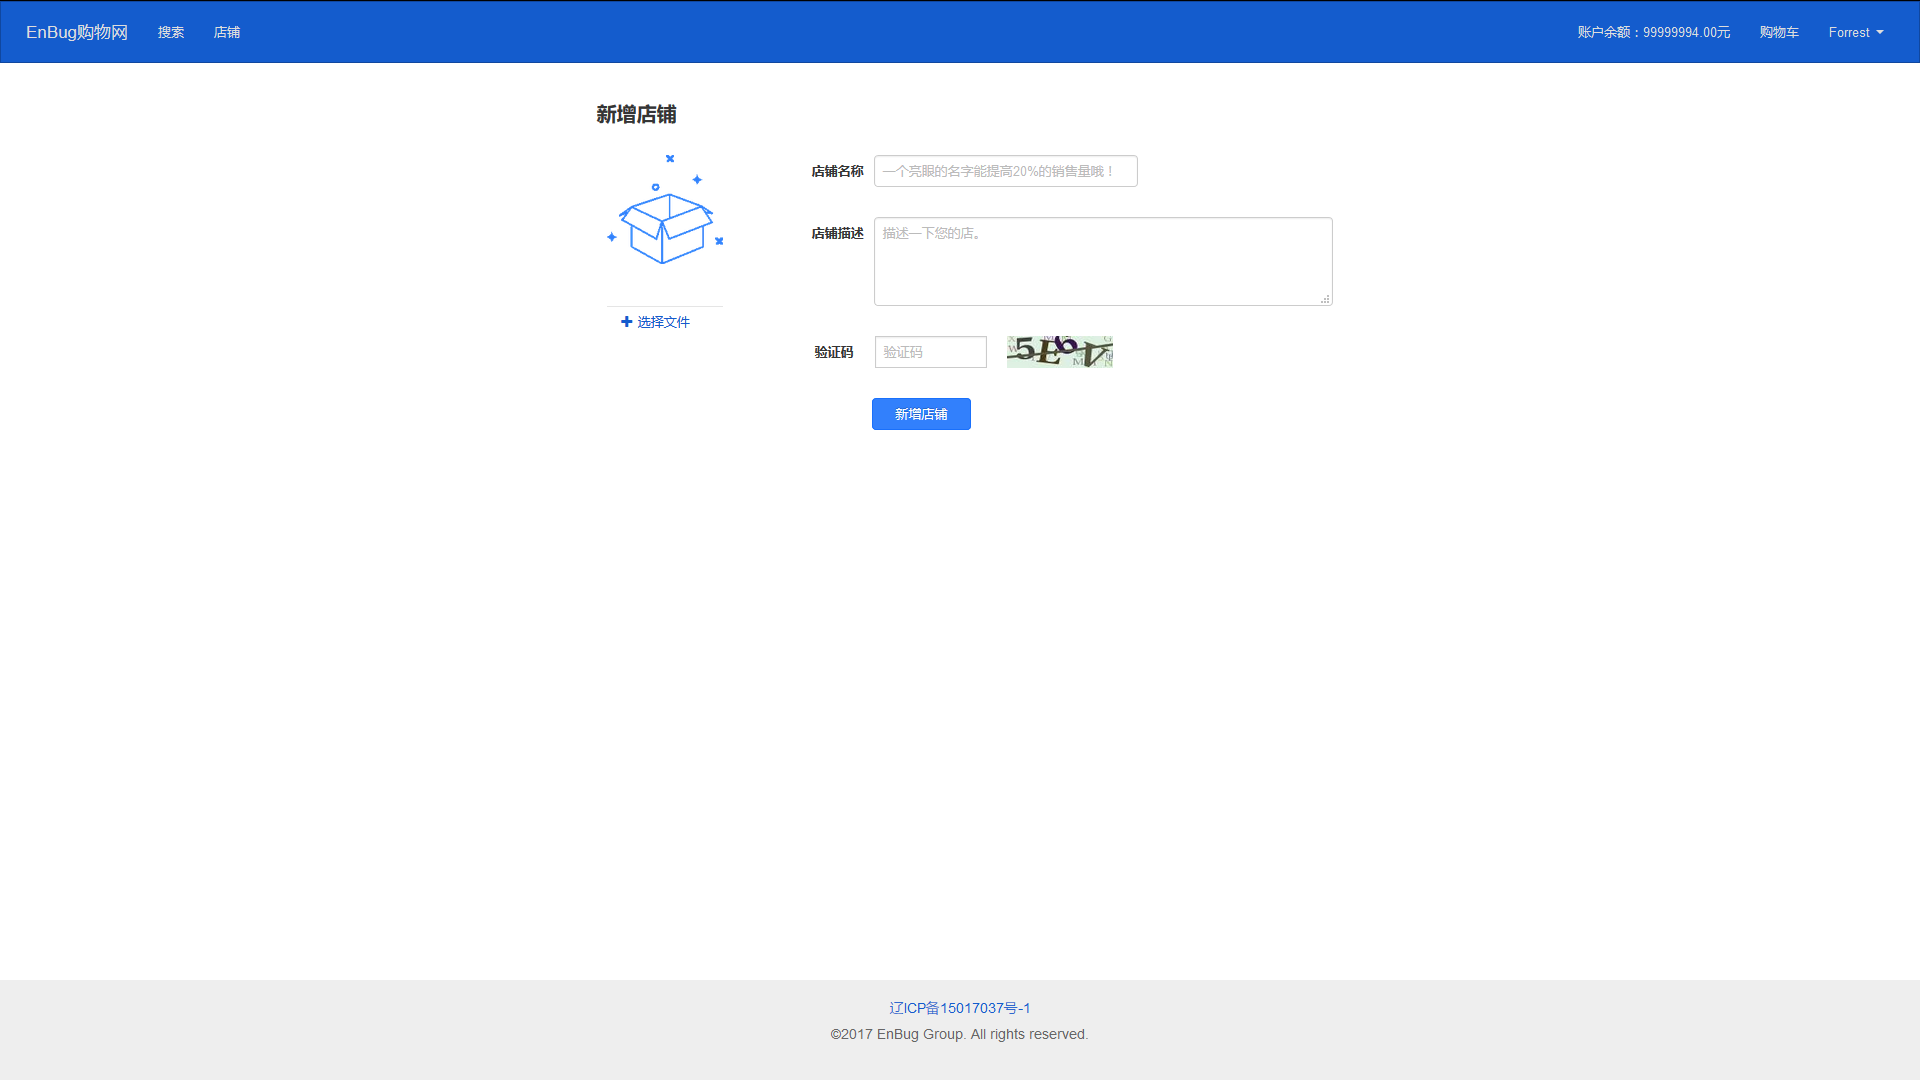 EnBug购物网 搜索 店铺 账户余额：99999994.00元 购物车 Forrest
新增店铺
店铺名称 一个亮眼的名字能提高20%的销售量哦！
店铺描述 描述一下您的店。
选择文件
验证码 验证码
新增店铺
辽ICP备15017037号-1
©2017 EnBug Group. All rights reserved.